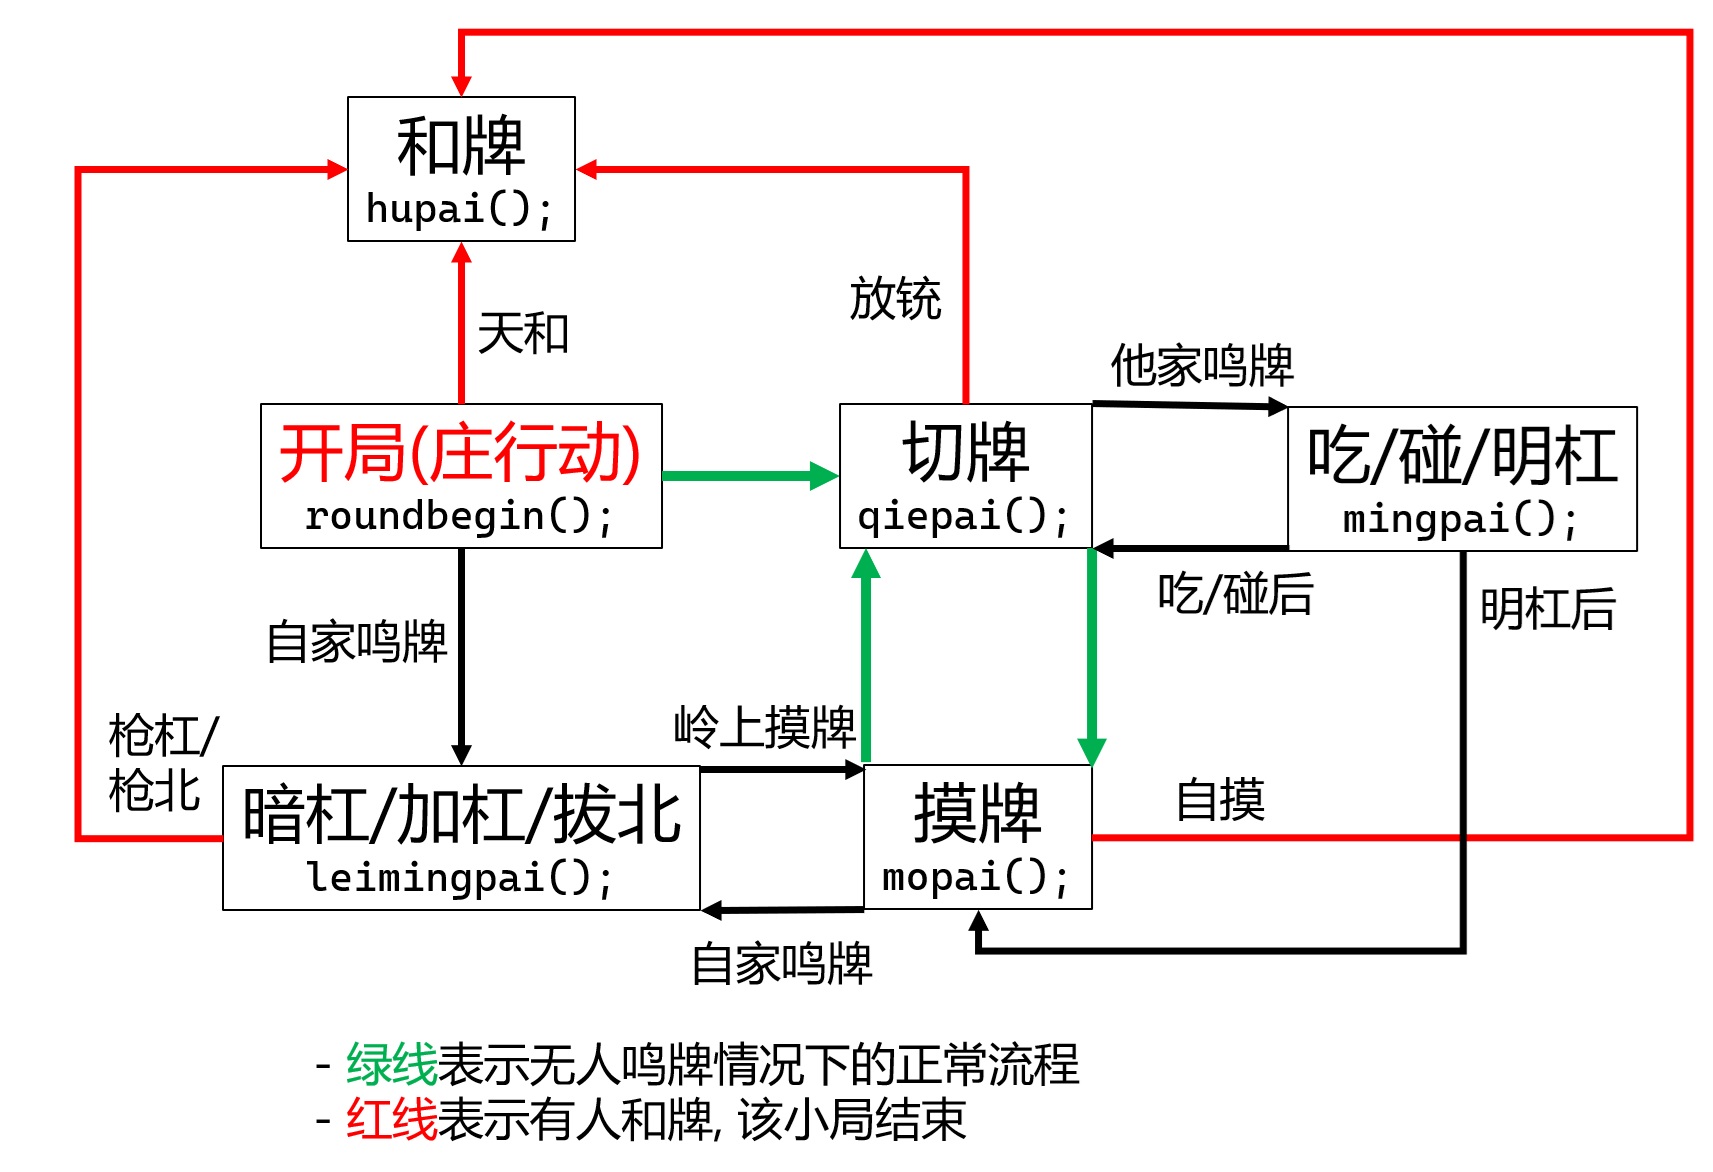 和牌
hupai();
天和
放铳
他家鸣牌
开局(庄行动)
roundbegin();
切牌
qiepai();
吃/碰/明杠
mingpai();
吃/碰后
明杠后
自家鸣牌
枪杠/
枪北
岭上摸牌
暗杠/加杠/拔北
leimingpai();
摸牌
mopai();
自摸
自家鸣牌
- 绿线表示无人鸣牌情况下的正常流程
- 红线表示有人和牌, 该小局结束